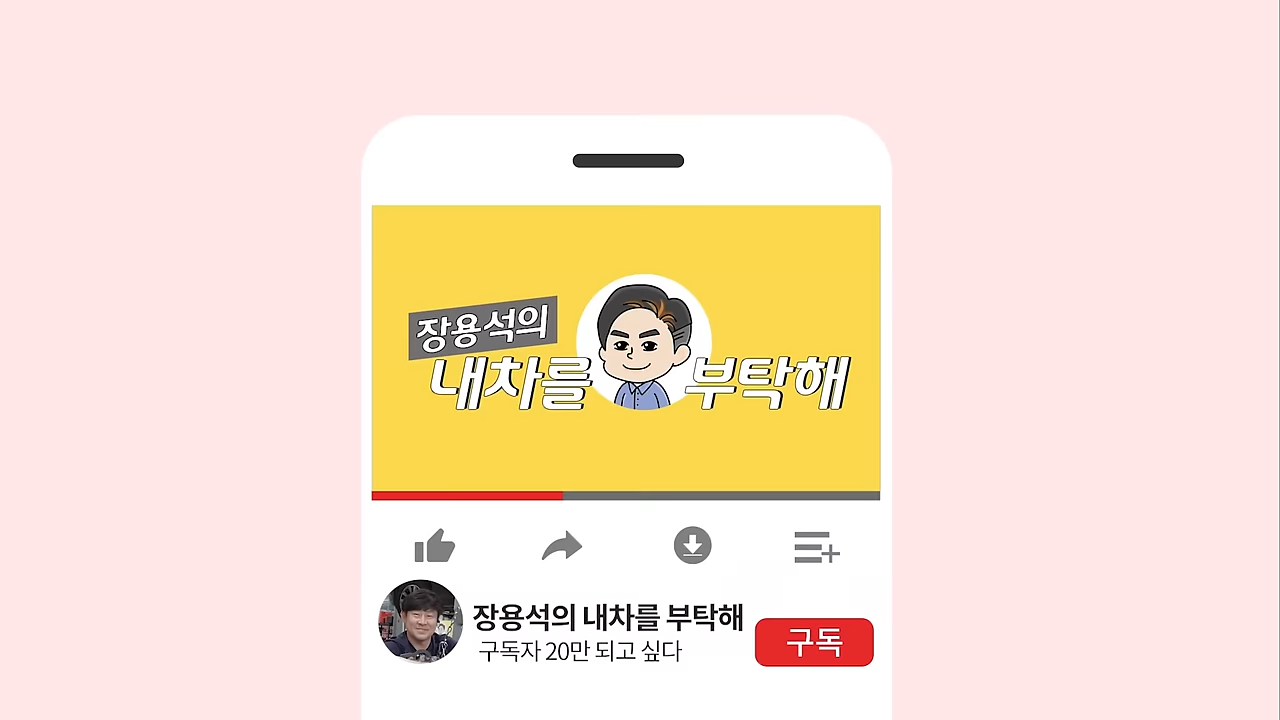 장용석의
내차를 부탁해
장용석의 내차를 부탁해
구독자 20만 되고 싶다
구독